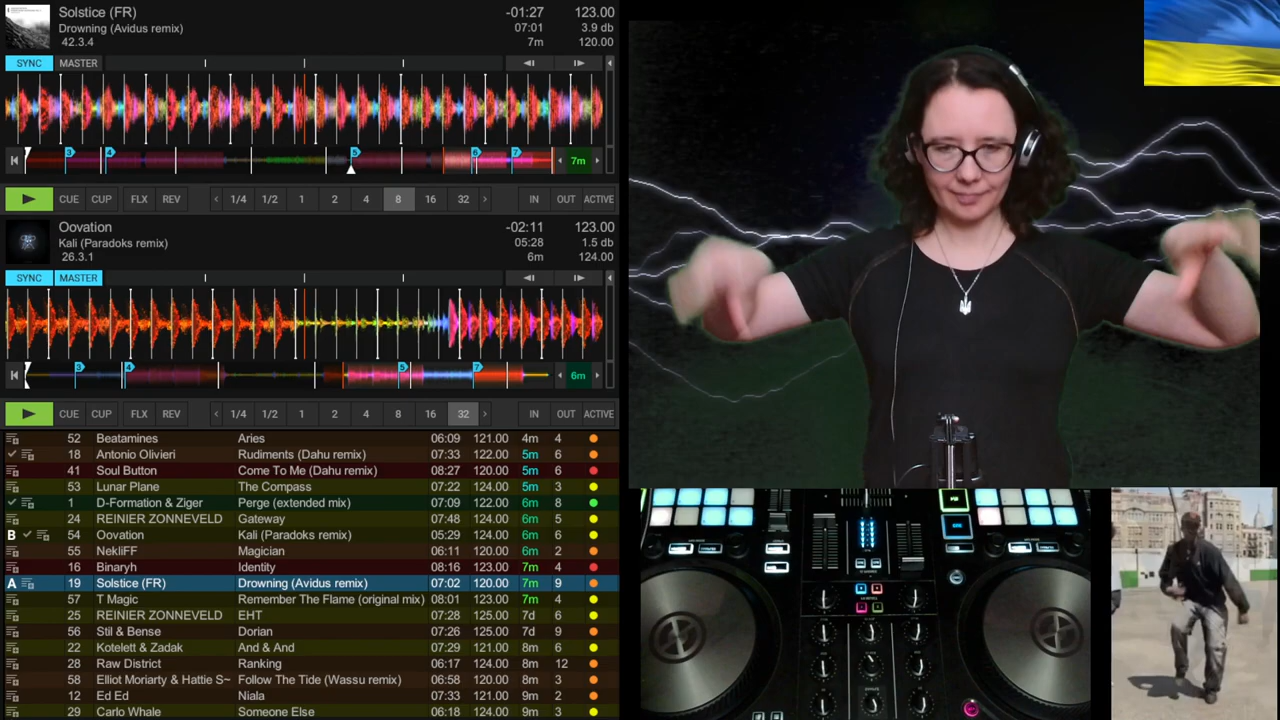 Solstice (FR) -01:27 123.00
Drowning (Avidus remix) 07:01 3.9 db
42.3.4 7m 120.00
SYNC MASTER
3 4 5 6 7 7m
CUE CUP FLX REV 1/4 1/2 1 2 4 8 16 32 IN OUT ACTIVE
Oovation -02:11 123.00
Kali (Paradoks remix) 05:28 1.5 db
26.3.1 6m 124.00
SYNC MASTER
3 4 5 7 6m
CUE CUP FLX REV 1/4 1/2 1 2 4 8 16 32 IN OUT ACTIVE
52 Beatamines Aries 06:09 121.00 4m 4
18 Antonio Olivieri Rudiments (Dahu remix) 07:33 122.00 5m 6
41 Soul Button Come To Me (Dahu remix) 08:27 120.00 5m 6
53 Lunar Plane The Compass 07:22 124.00 5m 3
1 D-Formation & Ziger Perge (extended mix) 07:09 122.00 6m 8
24 REINIER ZONNEVELD Gateway 07:48 124.00 6m 5
B 54 Oovation Kali (Paradoks remix) 05:29 124.00 6m 6
55 NekliFF Magician 06:11 120.00 6m 2
16 Binaryh Identity 08:16 123.00 7m 4
A 19 Solstice (FR) Drowning (Avidus remix) 07:02 120.00 7m 9
57 T Magic Remember The Flame (original mix) 08:01 123.00 7m 4
25 REINIER ZONNEVELD EHT 07:28 125.00 7d 6
56 Stil & Bense Dorian 07:26 125.00 7d 9
22 Kotelett & Zadak And & And 07:29 121.00 8m 6
28 Raw District Ranking 06:17 124.00 8m 12
58 Elliot Moriarty & Hattie S~ Follow The Tide (Wassu remix) 06:58 120.00 8m 3
12 Ed Ed Niala 07:33 121.00 9m 2
29 Carlo Whale Someone Else 06:18 124.00 9m 3